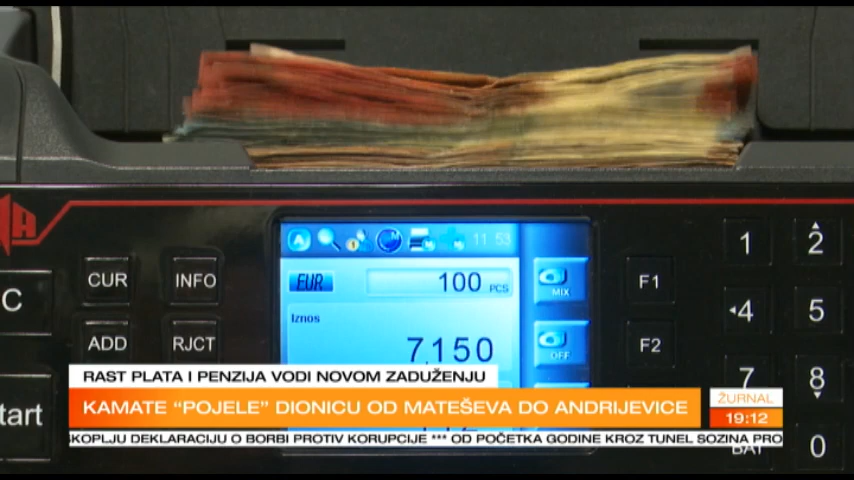 11 53
EUR 100 PCS
MIX
Iznos
7,150
OFF
CUR INFO
ADD RJCT
C
tart
F1
F2
1 2
4 5
7 8
0
BAT
RAST PLATA I PENZIJA VODI NOVOM ZADUŽENJU
KAMATE “POJELE” DIONICU OD MATEŠEVA DO ANDRIJEVICE
ŽURNAL
19:12
SKOPLJU DEKLARACIJU O BORBI PROTIV KORUPCIJE *** OD POČETKA GODINE KROZ TUNEL SOZINA PRO